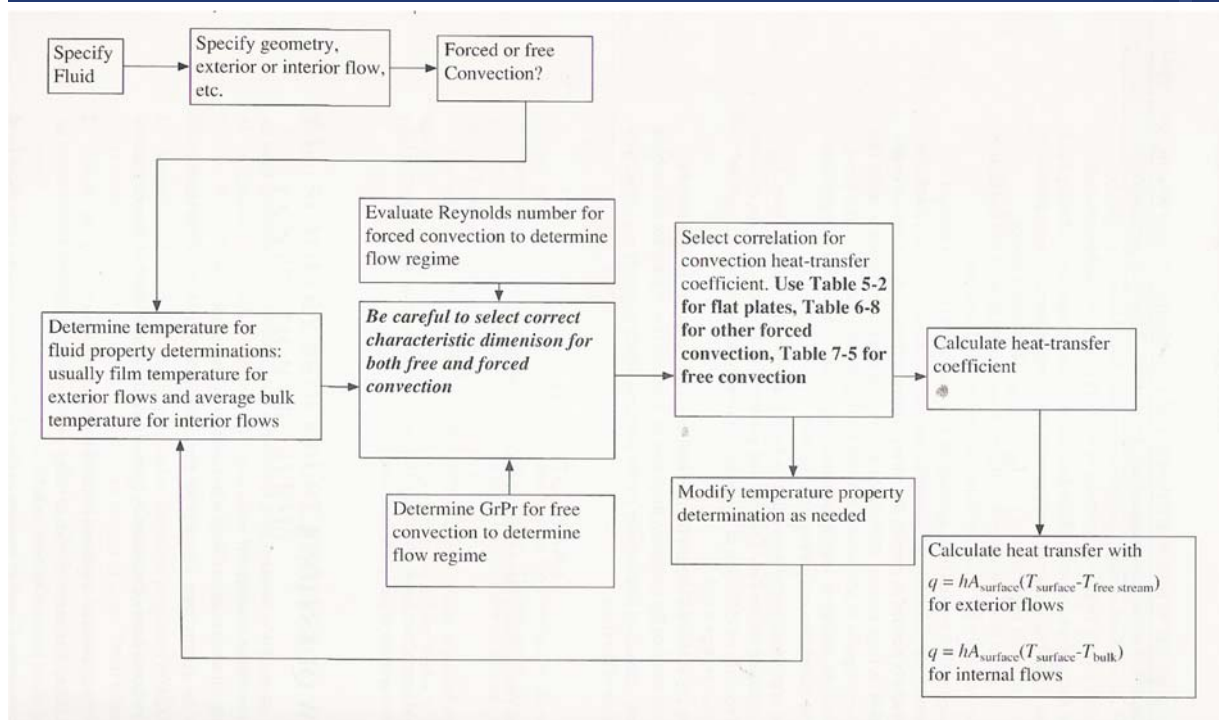 Specify
Fluid
Specify geometry,
exterior or interior flow,
etc.
Forced or free
Convection?
Evaluate Reynolds number for
forced convection to determine
flow regime
Determine temperature for
fluid property determinations:
usually film temperature for
exterior flows and average bulk
temperature for interior flows
Be careful to select correct
characteristic dimenison for
both free and forced
convection
Determine GrPr for free
convection to determine
flow regime
Select correlation for
convection heat-transfer
coefficient. Use Table 5-2
for flat plates, Table 6-8
for other forced
convection, Table 7-5 for
free convection
Modify temperature property
determination as needed
Calculate heat-transfer
coefficient
Calculate heat transfer with
q = hA_surface(T_surface-T_free stream)
for exterior flows
q = hA_surface(T_surface-T_bulk)
for internal flows